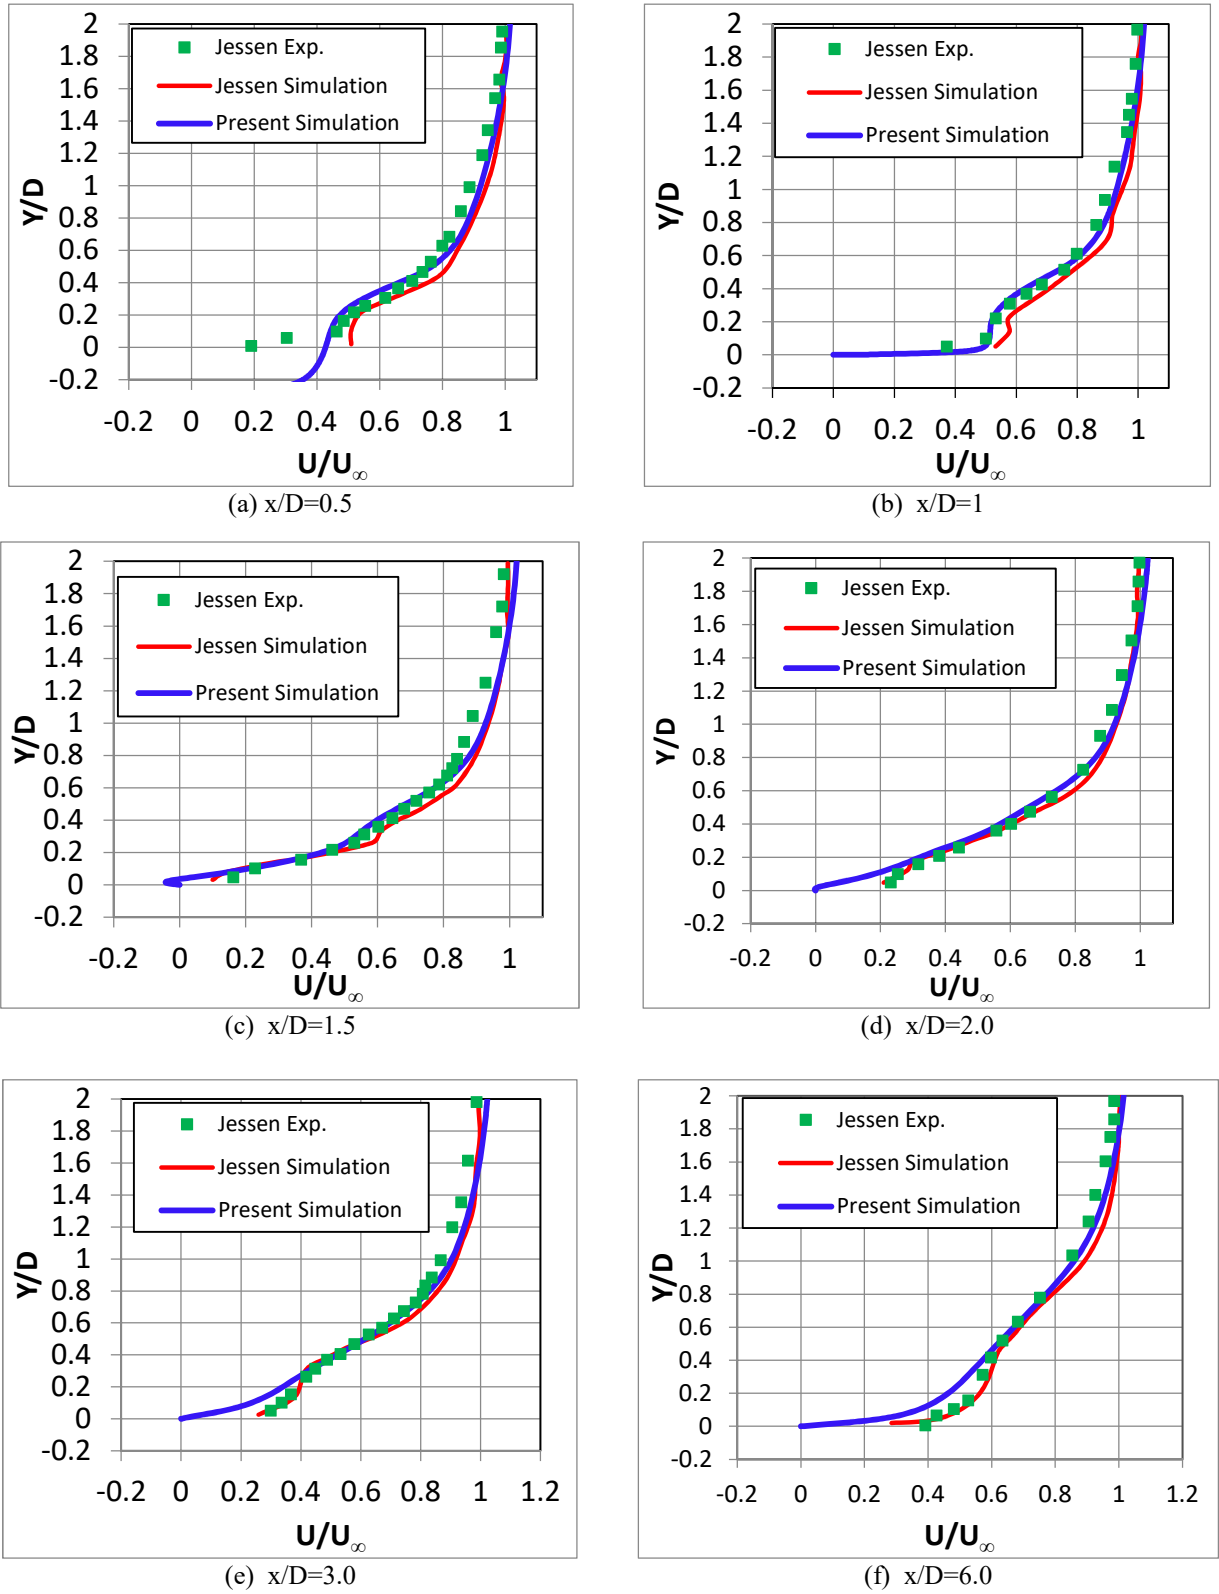 2
1.8
1.6
1.4
1.2
1
0.8
0.6
0.4
0.2
0
-0.2
Y/D
Jessen Exp.
Jessen Simulation
Present Simulation
-0.2 0 0.2 0.4 0.6 0.8 1
U/U∞
(a) x/D=0.5
2
1.8
1.6
1.4
1.2
1
0.8
0.6
0.4
0.2
0
-0.2
Y/D
Jessen Exp.
Jessen Simulation
Present Simulation
-0.2 0 0.2 0.4 0.6 0.8 1
U/U∞
(b) x/D=1
2
1.8
1.6
1.4
1.2
1
0.8
0.6
0.4
0.2
0
-0.2
Y/D
Jessen Exp.
Jessen Simulation
Present Simulation
-0.2 0 0.2 0.4 0.6 0.8 1
U/U∞
(c) x/D=1.5
2
1.8
1.6
1.4
1.2
1
0.8
0.6
0.4
0.2
0
-0.2
Y/D
Jessen Exp.
Jessen Simulation
Present Simulation
-0.2 0 0.2 0.4 0.6 0.8 1
U/U∞
(d) x/D=2.0
2
1.8
1.6
1.4
1.2
1
0.8
0.6
0.4
0.2
0
-0.2
Y/D
Jessen Exp.
Jessen Simulation
Present Simulation
-0.2 0 0.2 0.4 0.6 0.8 1 1.2
U/U∞
(e) x/D=3.0
2
1.8
1.6
1.4
1.2
1
0.8
0.6
0.4
0.2
0
-0.2
Y/D
Jessen Exp.
Jessen Simulation
Present Simulation
-0.2 0 0.2 0.4 0.6 0.8 1 1.2
U/U∞
(f) x/D=6.0